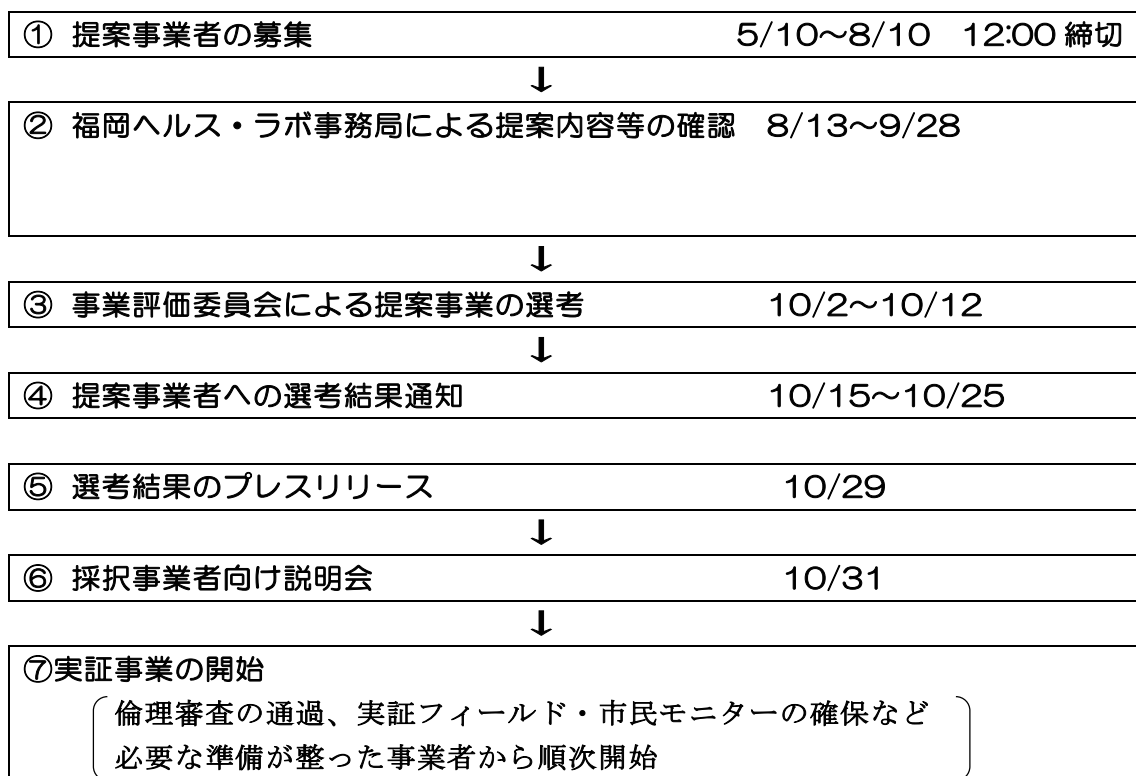 ① 提案事業者の募集 5/10~8/10 12:00 締切
↓
② 福岡ヘルス・ラボ事務局による提案内容等の確認 8/13~9/28
↓
③ 事業評価委員会による提案事業の選考 10/2~10/12
↓
④ 提案事業者への選考結果通知 10/15~10/25
⑤ 選考結果のプレスリリース 10/29
↓
⑥ 採択事業者向け説明会 10/31
↓
⑦実証事業の開始
倫理審査の通過、実証フィールド・市民モニターの確保など
必要な準備が整った事業者から順次開始